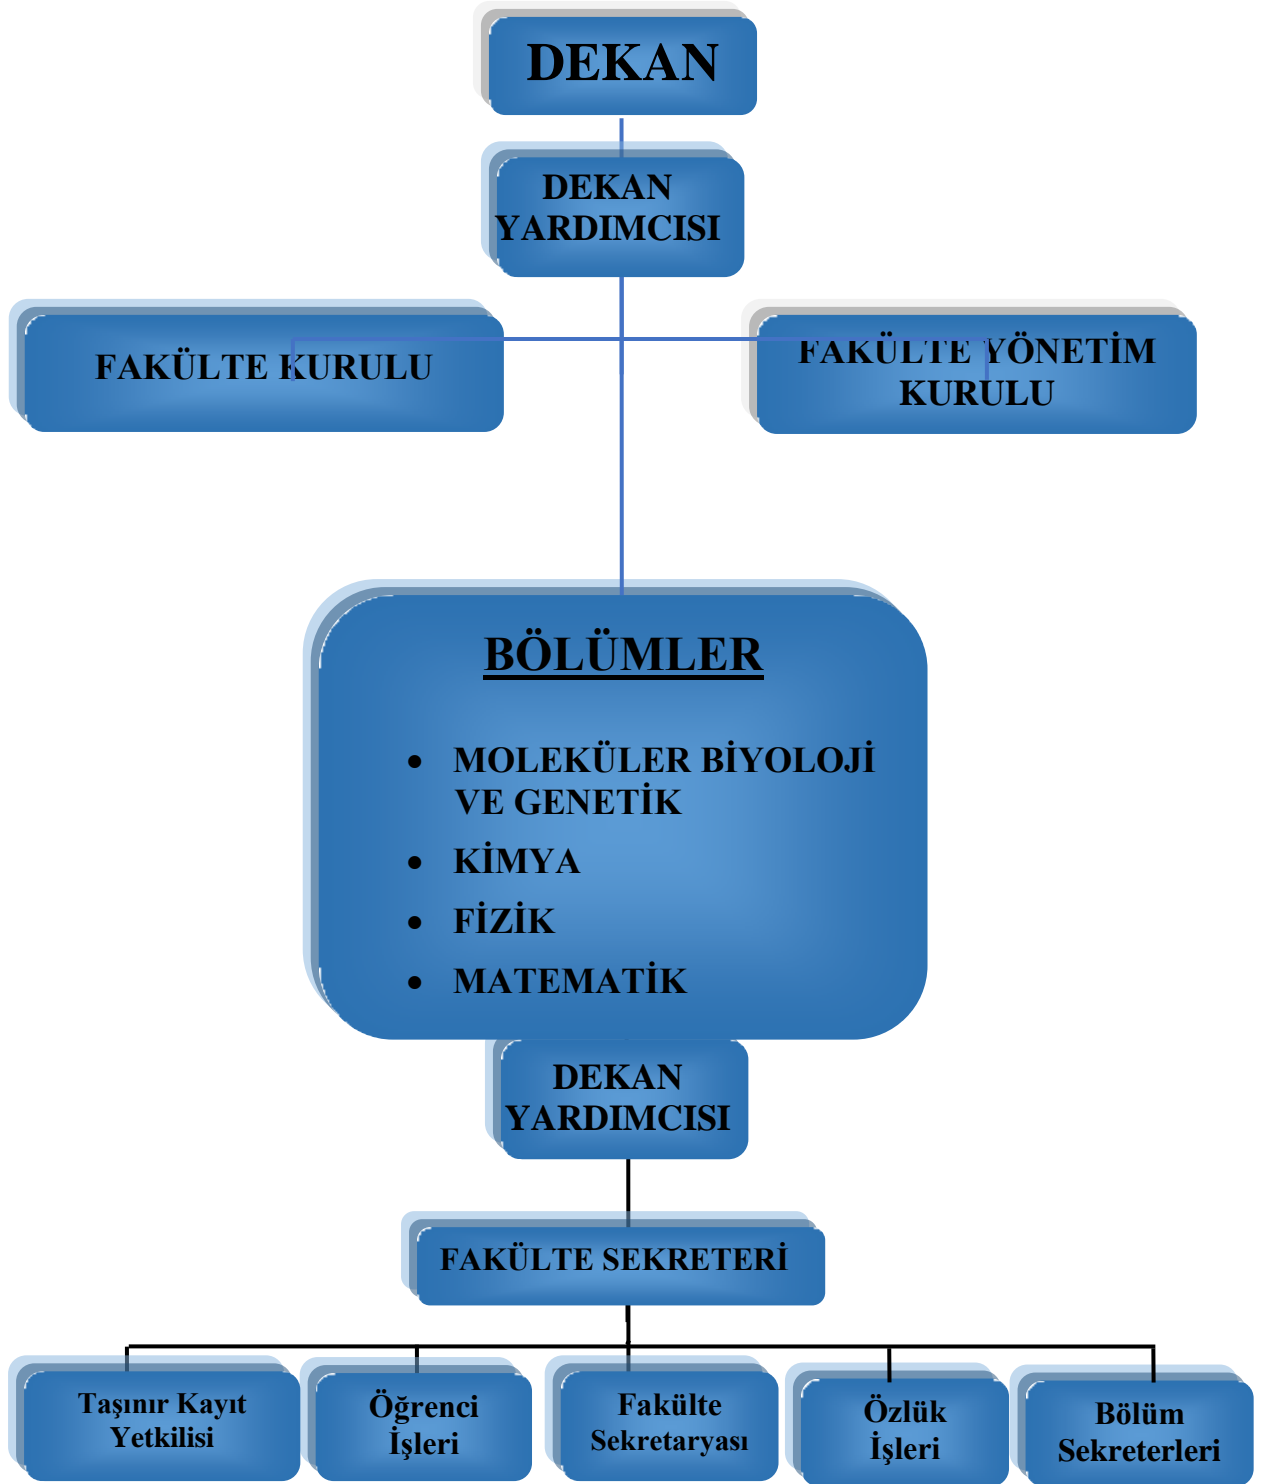 DEKAN
DEKAN
YARDIMCISI
FAKÜLTE KURULU
FAKÜLTE YÖNETİM
KURULU
BÖLÜMLER
• MOLEKÜLER BİYOLOJİ
VE GENETİK
• KİMYA
• FİZİK
• MATEMATİK
DEKAN
YARDIMCISI
FAKÜLTE SEKRETERİ
Taşınır Kayıt
Yetkilisi
Öğrenci
İşleri
Fakülte
Sekretaryası
Özlük
İşleri
Bölüm
Sekreterleri